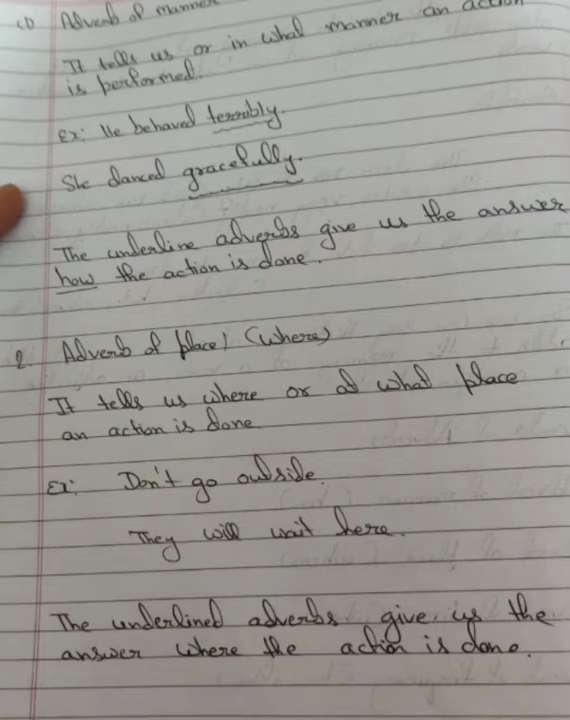 (1) Adverb of manner
It tells us or in what manner an action
is performed.
Ex: He behaved terribly.
She danced gracefully.
The underline adverbs give us the answer
how the action is done.
2. Adverb of place; (where)
It tells us where or at what place
an action is done
Ex: Don't go outside.
They will wait here.
The underlined adverbs give us the
answer where the action is done.